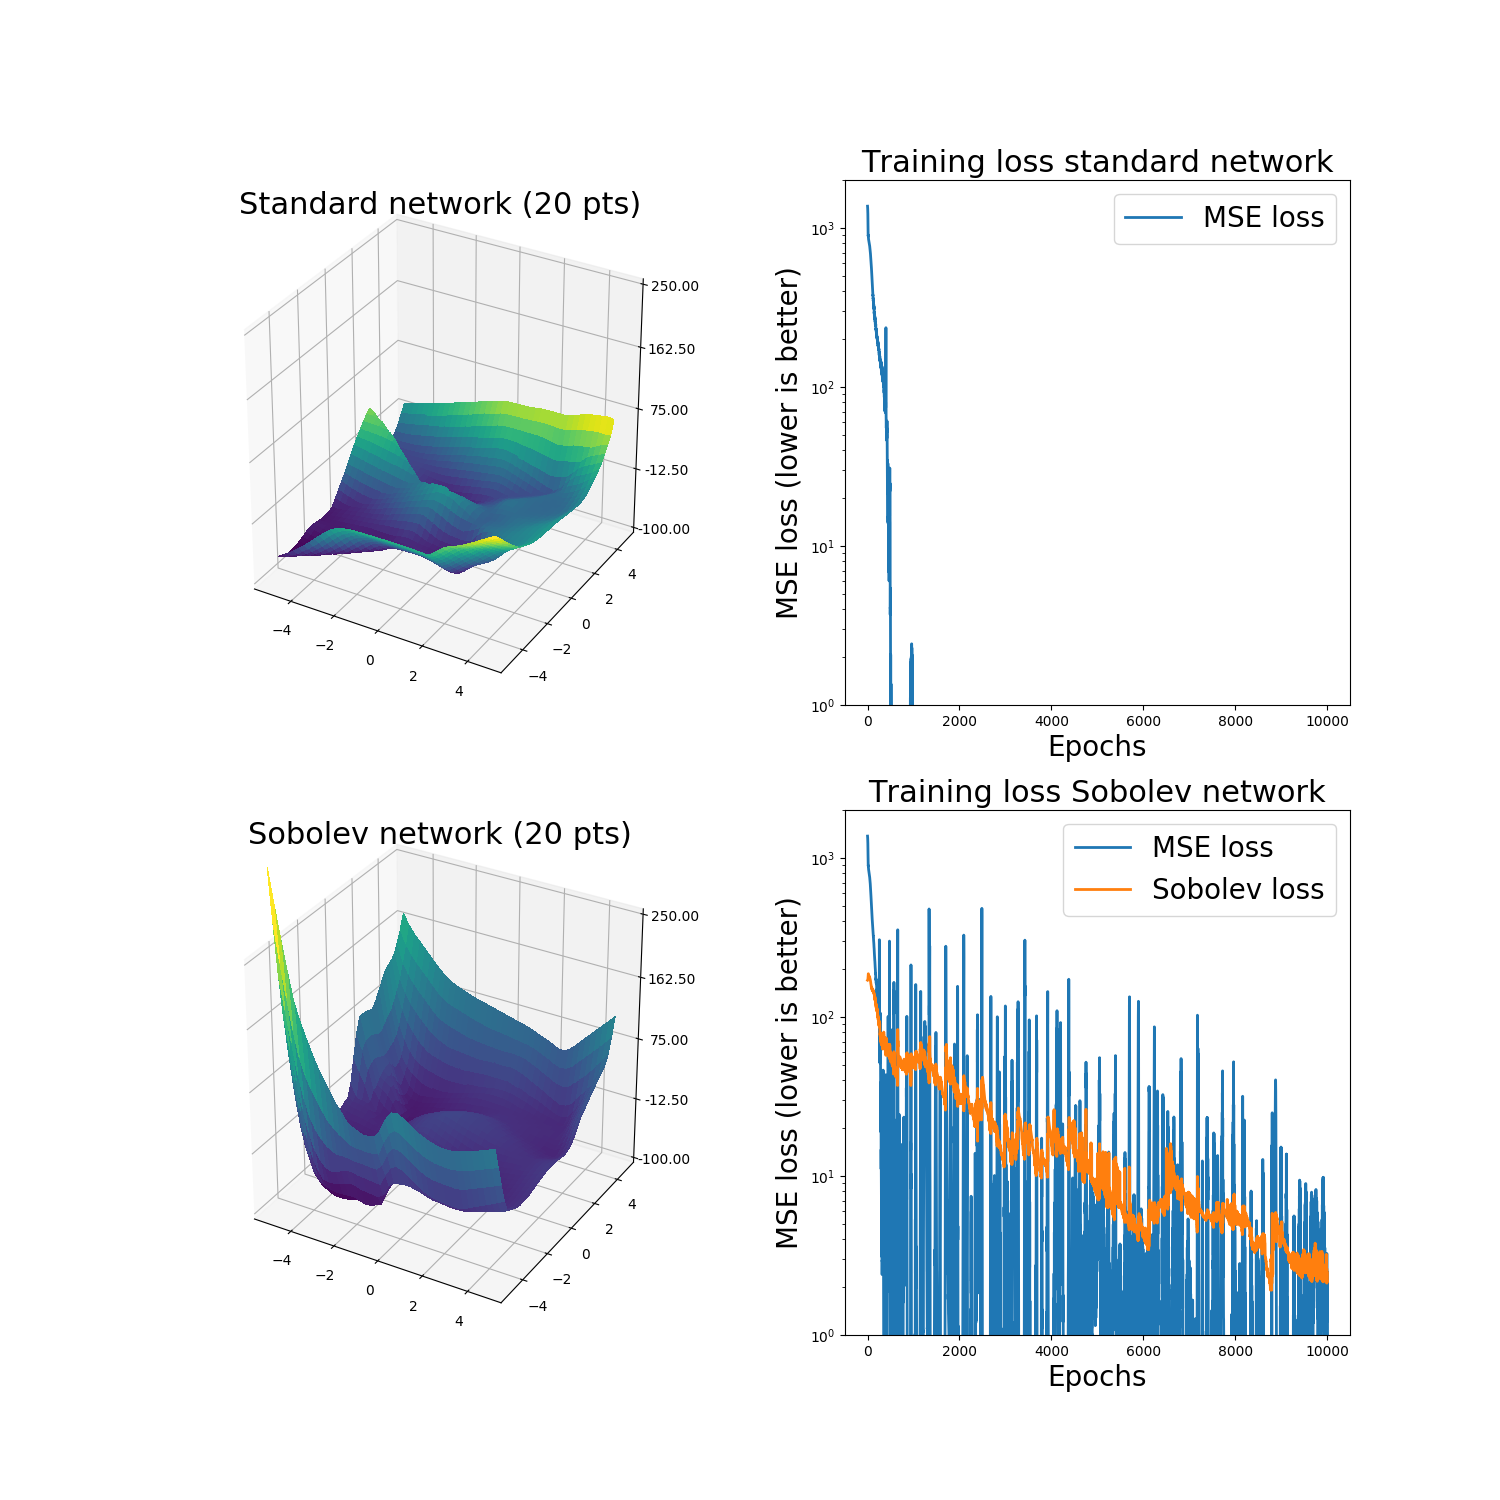 Standard network (20 pts)
250.00
162.50
75.00
-12.50
-100.00
−4
−2
0
2
4
−4
−2
0
2
4
Training loss standard network
MSE loss
MSE loss (lower is better)
10³
10²
10¹
10⁰
0 2000 4000 6000 8000 10000
Epochs
Sobolev network (20 pts)
250.00
162.50
75.00
-12.50
-100.00
−4
−2
0
2
4
−4
−2
0
2
4
Training loss Sobolev network
MSE loss
Sobolev loss
MSE loss (lower is better)
10³
10²
10¹
10⁰
0 2000 4000 6000 8000 10000
Epochs